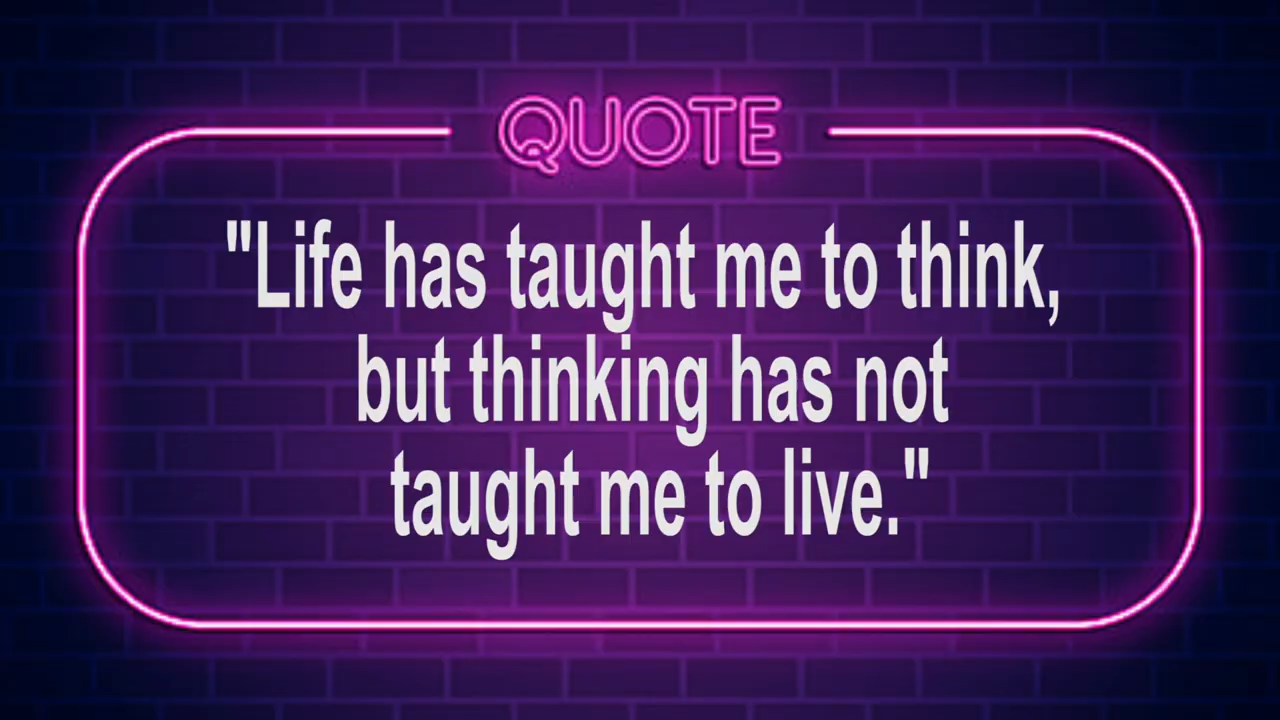 QUOTE
"Life has taught me to think,
but thinking has not
taught me to live."